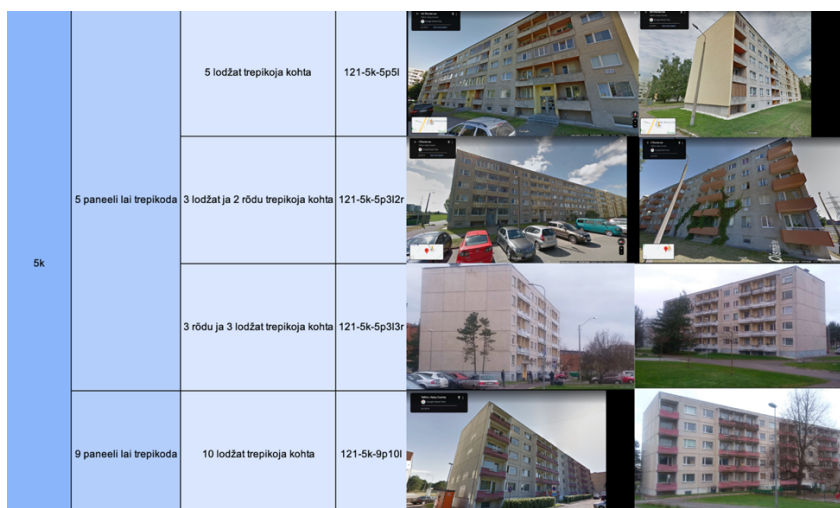 5 lodžat trepikoja kohta
121-5k-5p5l
5 paneeli lai trepikoda
3 lodžat ja 2 rõdu trepikoja kohta
121-5k-5p3l2r
5k
3 rõdu ja 3 lodžat trepikoja kohta
121-5k-5p3l3r
9 paneeli lai trepikoda
10 lodžat trepikoja kohta
121-5k-9p10l